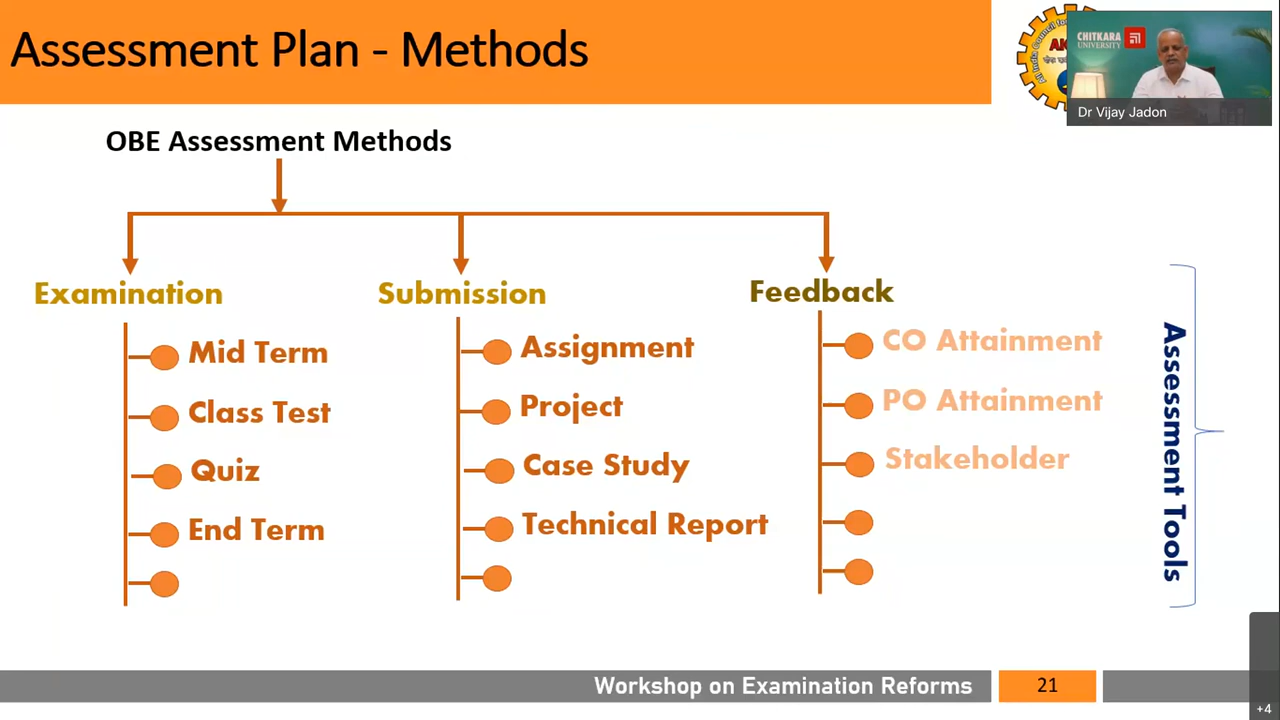 Assessment Plan - Methods
CHITKARA
UNIVERSITY
Dr Vijay Jadon
OBE Assessment Methods
Examination
Mid Term
Class Test
Quiz
End Term
Submission
Assignment
Project
Case Study
Technical Report
Feedback
CO Attainment
PO Attainment
Stakeholder
Assessment Tools
Workshop on Examination Reforms
21
+4